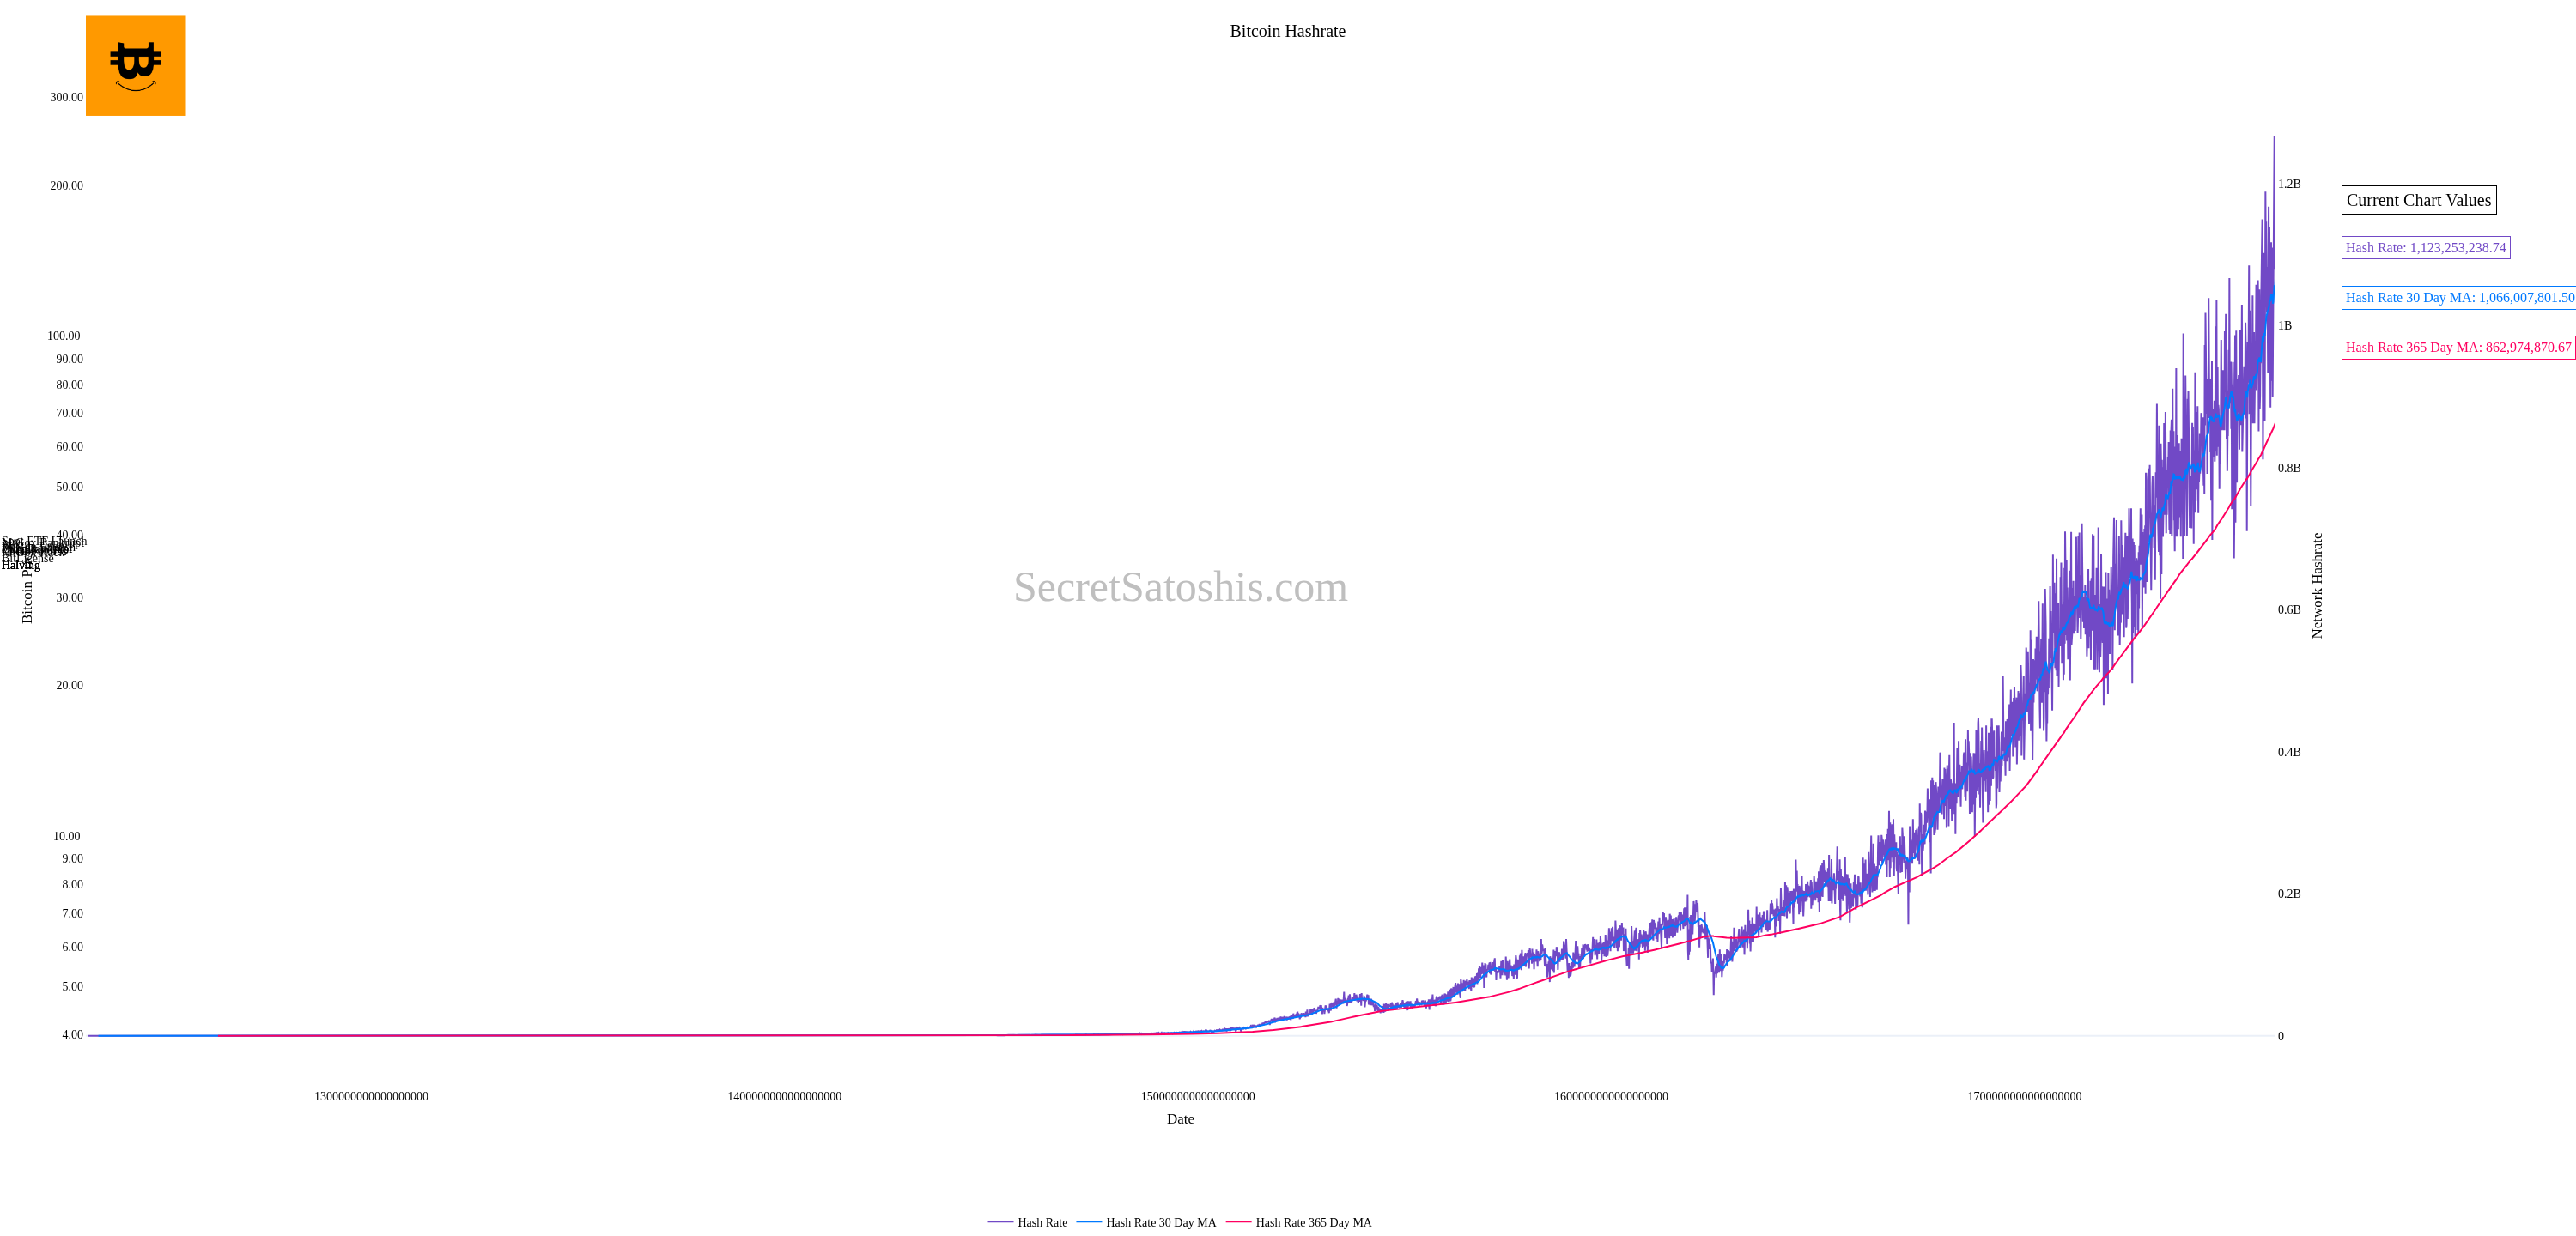 Bitcoin Hashrate
300.00
200.00
100.00
90.00
80.00
70.00
60.00
50.00
40.00
30.00
20.00
10.00
9.00
8.00
7.00
6.00
5.00
4.00
Halving
SecretSatoshis.com
1.2B
1B
0.8B
0.6B
0.4B
0.2B
0
Network Hashrate
Current Chart Values
Hash Rate: 1,123,253,238.74
Hash Rate 30 Day MA: 1,066,007,801.50
Hash Rate 365 Day MA: 862,974,870.67
1300000000000000000
1400000000000000000
1500000000000000000
1600000000000000000
1700000000000000000
Date
Hash Rate
Hash Rate 30 Day MA
Hash Rate 365 Day MA
Bitcoin